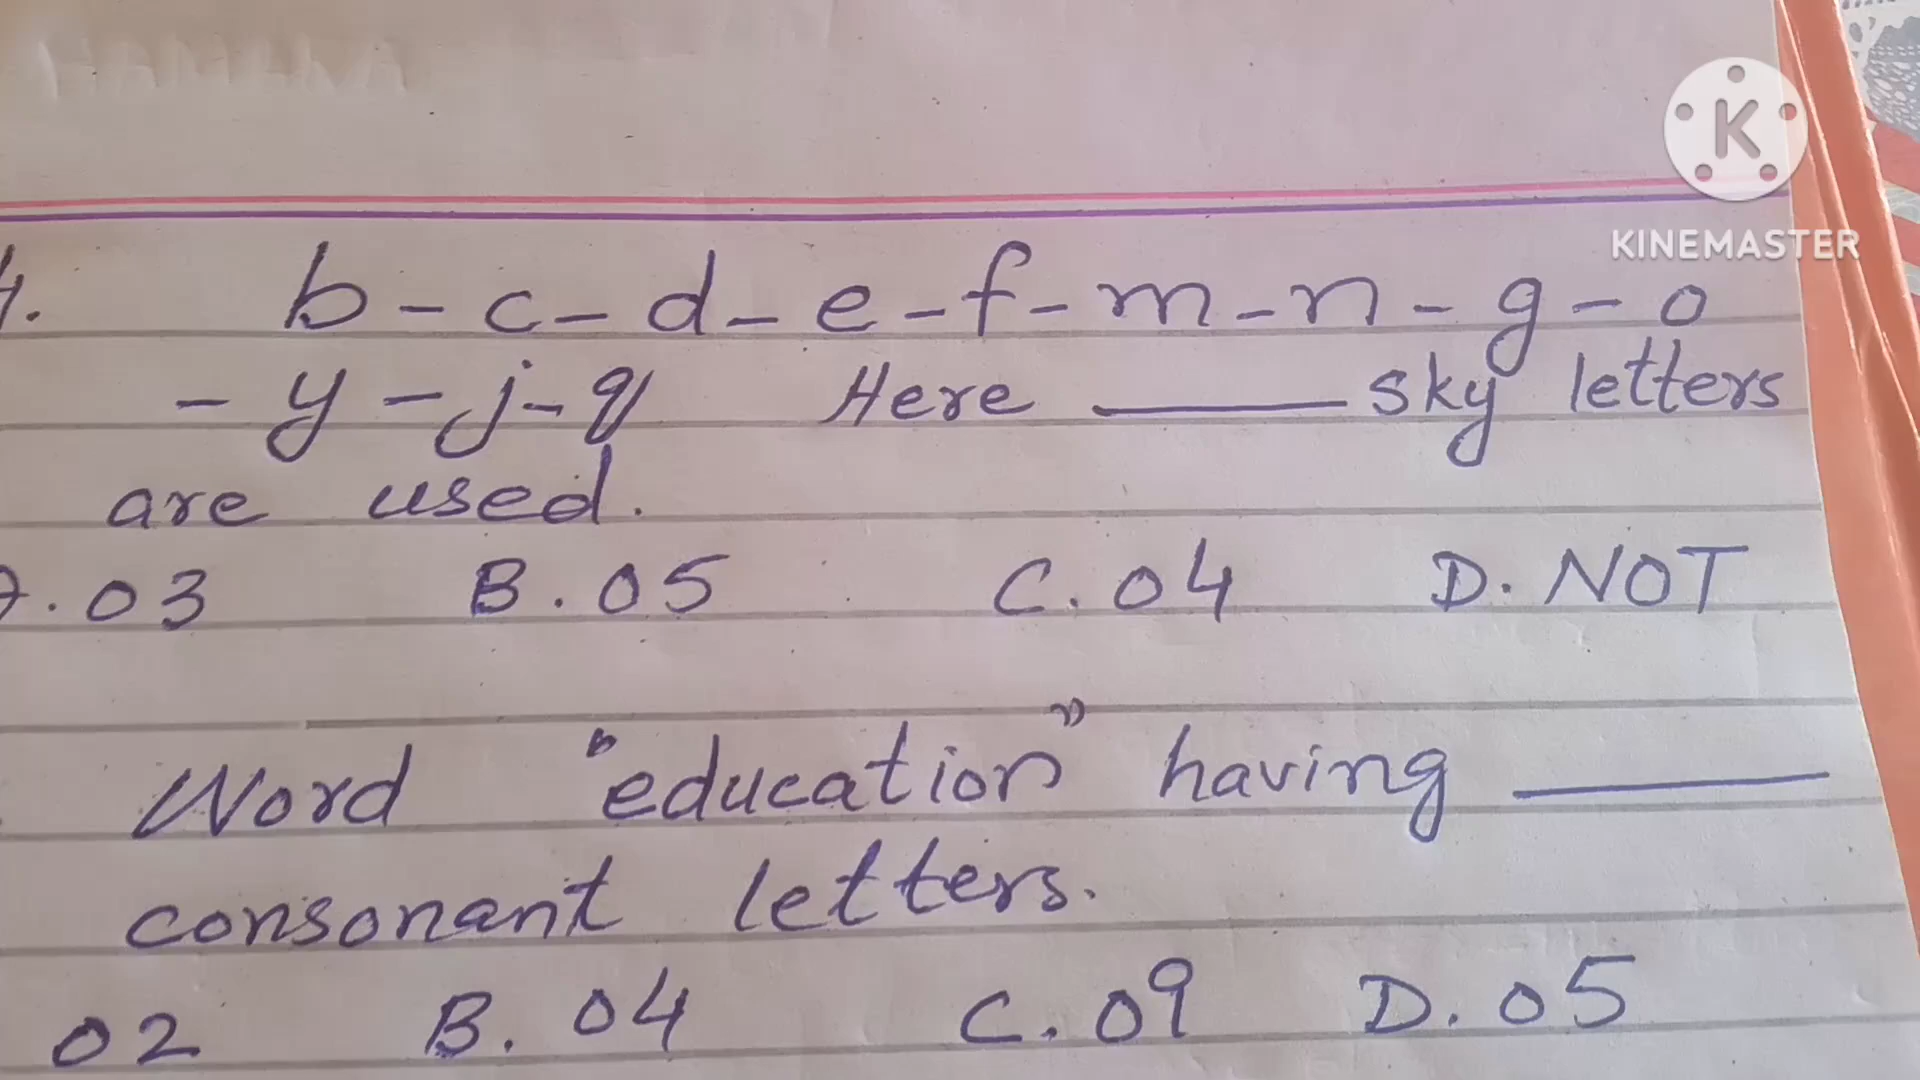 KINEMASTER
4. b - c - d - e - f - m - n - g - o
- y - j - q Here ______ sky letters
are used.
. 03 B. 05 C. 04 D. NOT
Word "education" having ______
consonant letters.
02 B. 04 C. 09 D. 05